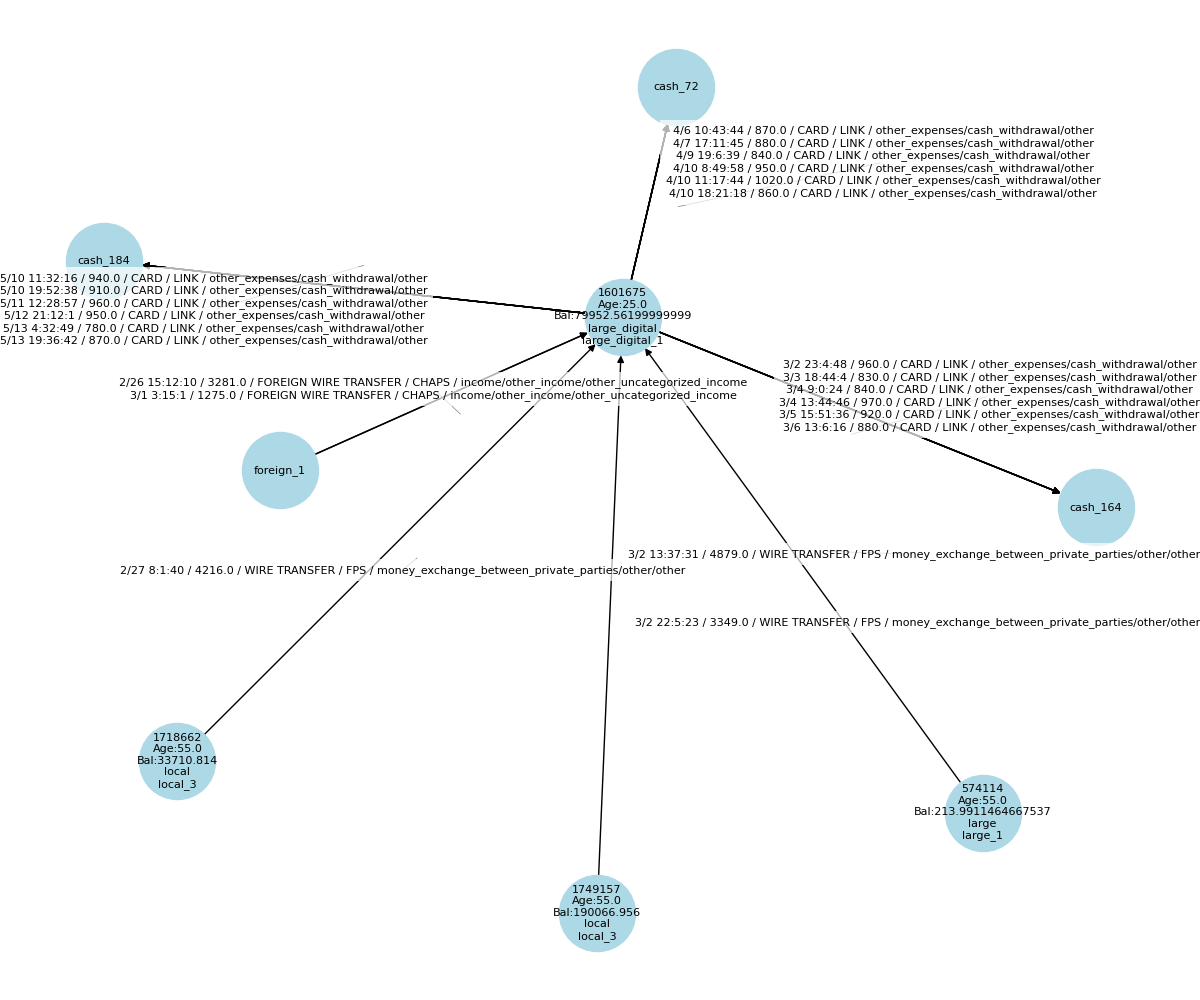 cash_72
4/6 10:43:44 / 870.0 / CARD / LINK / other_expenses/cash_withdrawal/other
4/7 17:11:45 / 880.0 / CARD / LINK / other_expenses/cash_withdrawal/other
4/9 19:6:39 / 840.0 / CARD / LINK / other_expenses/cash_withdrawal/other
4/10 8:49:58 / 950.0 / CARD / LINK / other_expenses/cash_withdrawal/other
4/10 11:17:44 / 1020.0 / CARD / LINK / other_expenses/cash_withdrawal/other
4/10 18:21:18 / 860.0 / CARD / LINK / other_expenses/cash_withdrawal/other
cash_184
5/10 11:32:16 / 940.0 / CARD / LINK / other_expenses/cash_withdrawal/other
5/10 19:52:38 / 910.0 / CARD / LINK / other_expenses/cash_withdrawal/other
5/11 12:28:57 / 960.0 / CARD / LINK / other_expenses/cash_withdrawal/other
5/12 21:12:1 / 950.0 / CARD / LINK / other_expenses/cash_withdrawal/other
5/13 4:32:49 / 780.0 / CARD / LINK / other_expenses/cash_withdrawal/other
5/13 19:36:42 / 870.0 / CARD / LINK / other_expenses/cash_withdrawal/other
1601675
Age:25.0
Bal:79952.56199999999
large_digital
large_digital_1
3/2 23:4:48 / 960.0 / CARD / LINK / other_expenses/cash_withdrawal/other
3/3 18:44:4 / 830.0 / CARD / LINK / other_expenses/cash_withdrawal/other
3/4 9:0:24 / 840.0 / CARD / LINK / other_expenses/cash_withdrawal/other
3/4 13:44:46 / 970.0 / CARD / LINK / other_expenses/cash_withdrawal/other
3/5 15:51:36 / 920.0 / CARD / LINK / other_expenses/cash_withdrawal/other
3/6 13:6:16 / 880.0 / CARD / LINK / other_expenses/cash_withdrawal/other
2/26 15:12:10 / 3281.0 / FOREIGN WIRE TRANSFER / CHAPS / income/other_income/other_uncategorized_income
3/1 3:15:1 / 1275.0 / FOREIGN WIRE TRANSFER / CHAPS / income/other_income/other_uncategorized_income
foreign_1
cash_164
3/2 13:37:31 / 4879.0 / WIRE TRANSFER / FPS / money_exchange_between_private_parties/other/other
2/27 8:1:40 / 4216.0 / WIRE TRANSFER / FPS / money_exchange_between_private_parties/other/other
3/2 22:5:23 / 3349.0 / WIRE TRANSFER / FPS / money_exchange_between_private_parties/other/other
1718662
Age:55.0
Bal:33710.814
local
local_3
574114
Age:55.0
Bal:213.9911464667537
large
large_1
1749157
Age:55.0
Bal:190066.956
local
local_3